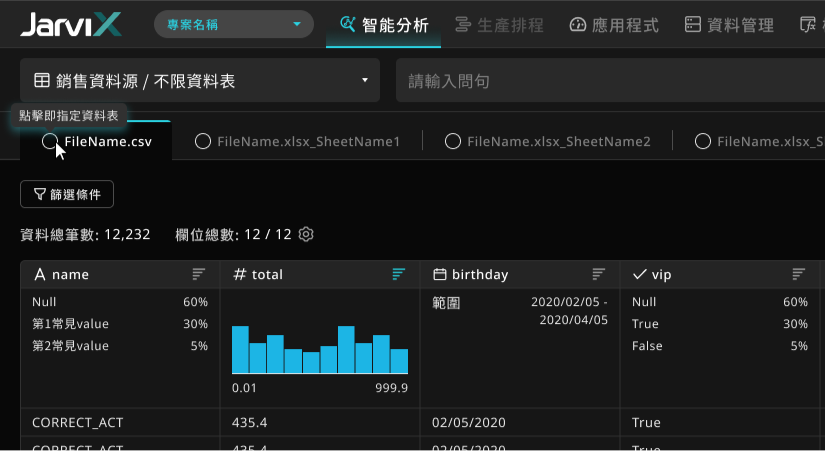 JarviX 專案名稱 智能分析 生產排程 應用程式 資料管理
銷售資料源 / 不限資料表 請輸入問句
點擊即指定資料表
FileName.csv FileName.xlsx_SheetName1 FileName.xlsx_SheetName2 FileName.xlsx_S
篩選條件
資料總筆數: 12,232 欄位總數: 12 / 12
name # total birthday vip
Null 60% 範圍 2020/02/05 - Null 60%
第1常見value 30% 2020/04/05 True 30%
第2常見value 5% False 5%
0.01 999.9
CORRECT_ACT 435.4 02/05/2020 True
CORRECT_ACT 435.4 02/05/2020 True